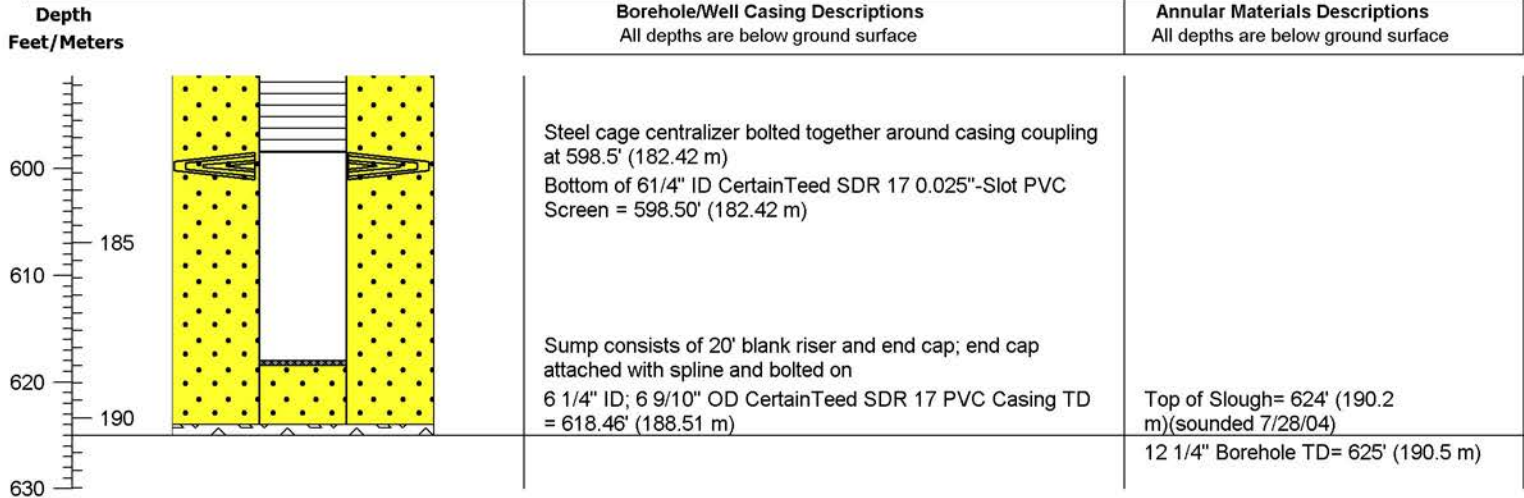 Depth
Feet/Meters
Borehole/Well Casing Descriptions
All depths are below ground surface
Annular Materials Descriptions
All depths are below ground surface
600
185
610
620
190
630
Steel cage centralizer bolted together around casing coupling
at 598.5' (182.42 m)
Bottom of 61/4" ID CertainTeed SDR 17 0.025"-Slot PVC
Screen = 598.50' (182.42 m)
Sump consists of 20' blank riser and end cap; end cap
attached with spline and bolted on
6 1/4" ID; 6 9/10" OD CertainTeed SDR 17 PVC Casing TD
= 618.46' (188.51 m)
Top of Slough= 624' (190.2
m)(sounded 7/28/04)
12 1/4" Borehole TD= 625' (190.5 m)